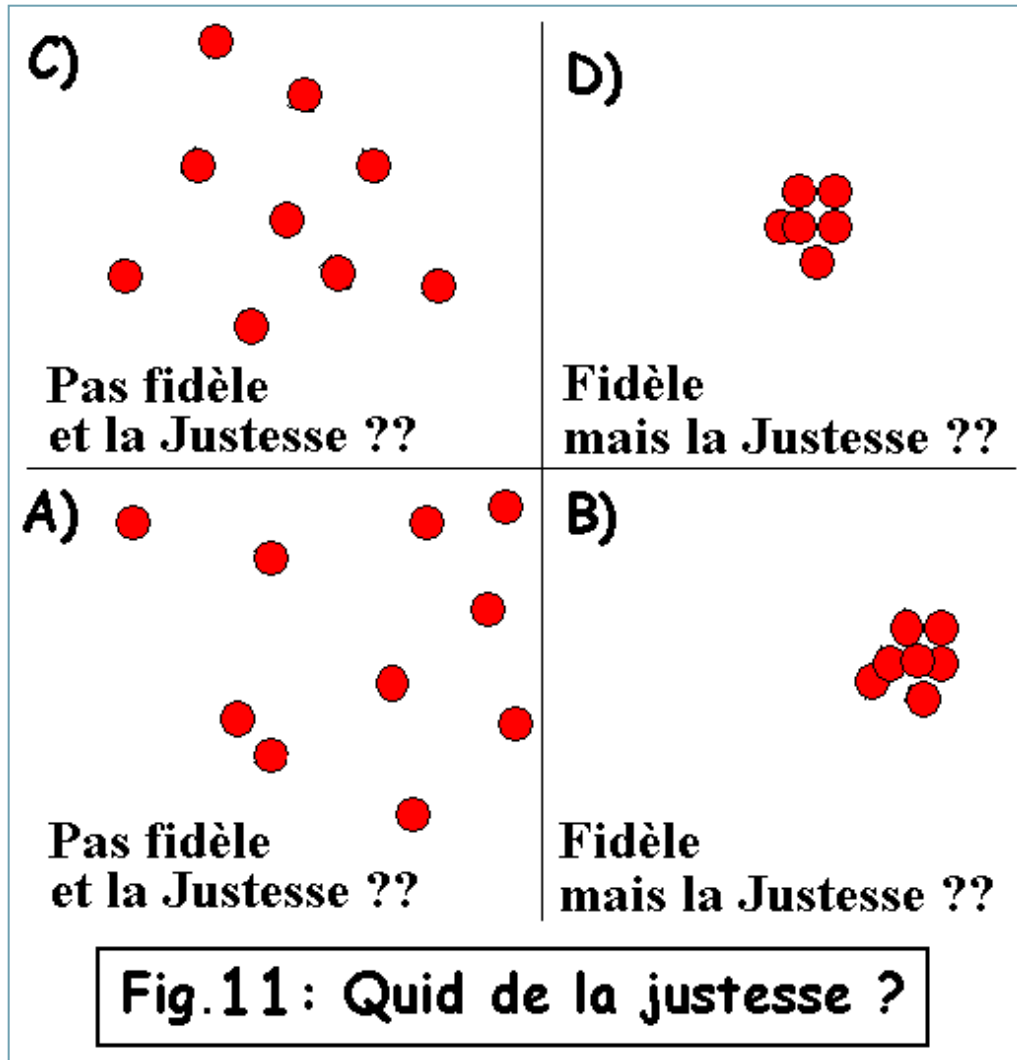 C)
Pas fidèle
et la Justesse ??
D)
Fidèle
mais la Justesse ??
A)
Pas fidèle
et la Justesse ??
B)
Fidèle
mais la Justesse ??
Fig.11: Quid de la justesse ?